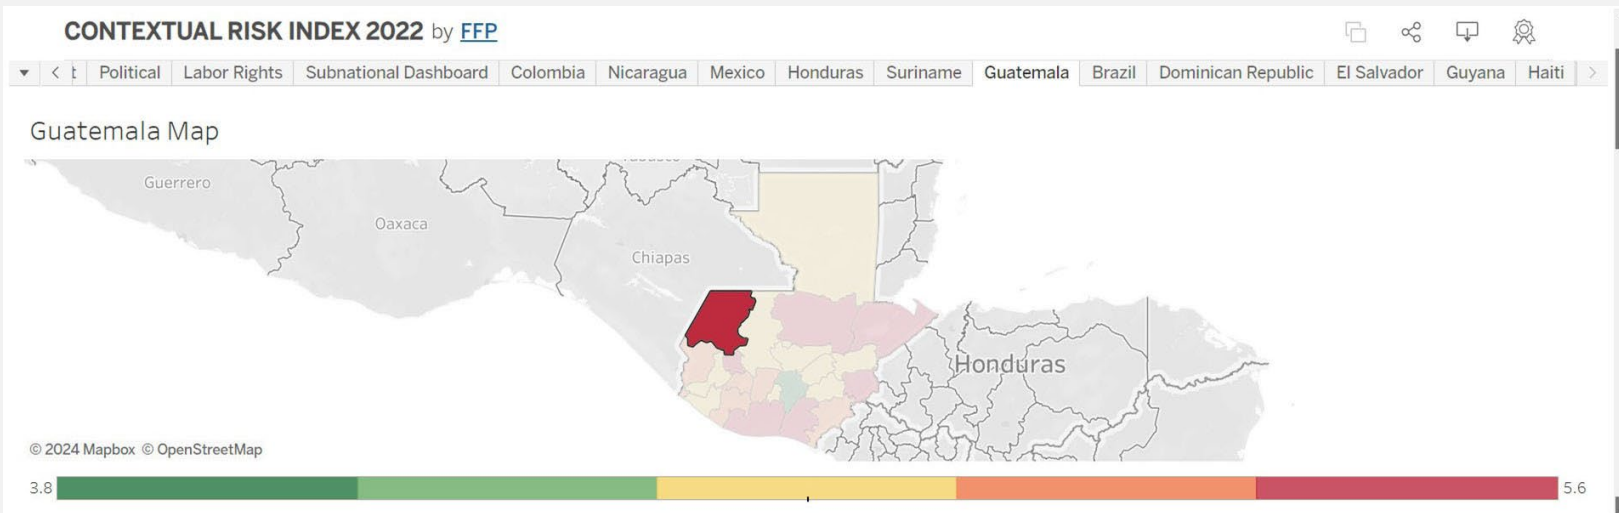 CONTEXTUAL RISK INDEX 2022 by FFP
t Political Labor Rights Subnational Dashboard Colombia Nicaragua Mexico Honduras Suriname Guatemala Brazil Dominican Republic El Salvador Guyana Haiti
Guatemala Map
Guerrero
Oaxaca
Chiapas
Honduras
© 2024 Mapbox © OpenStreetMap
3.8 5.6